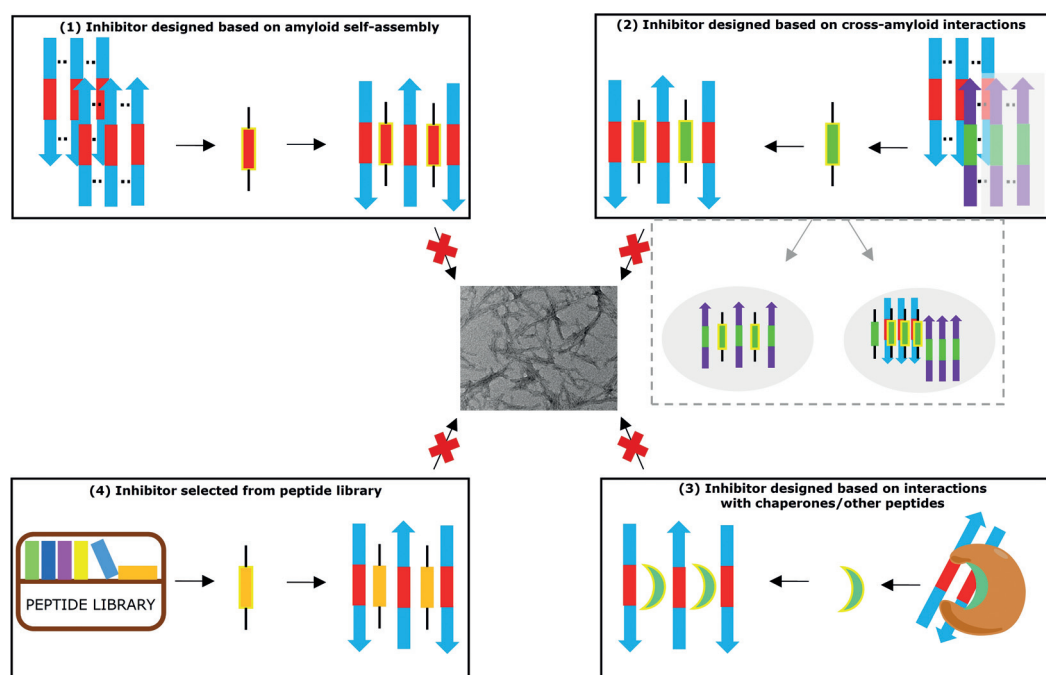 (1) Inhibitor designed based on amyloid self-assembly
(2) Inhibitor designed based on cross-amyloid interactions
(4) Inhibitor selected from peptide library
PEPTIDE LIBRARY
(3) Inhibitor designed based on interactions
with chaperones/other peptides